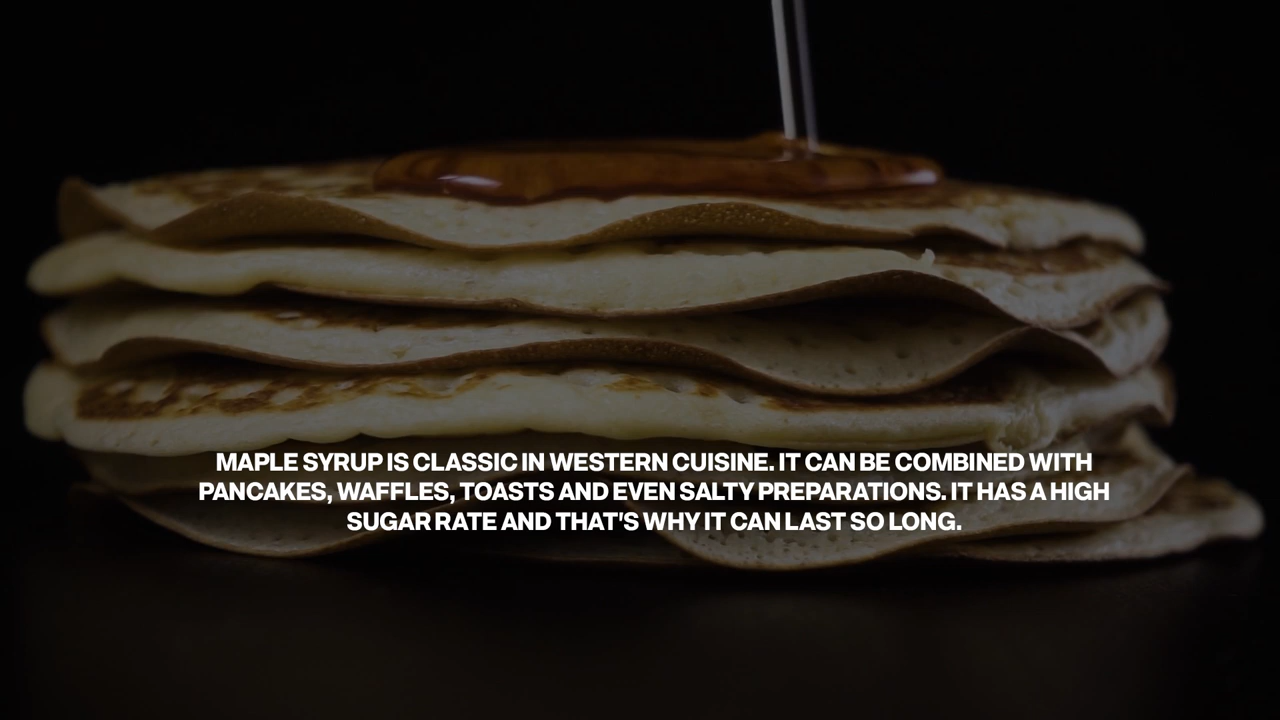 MAPLE SYRUP IS CLASSIC IN WESTERN CUISINE. IT CAN BE COMBINED WITH
PANCAKES, WAFFLES, TOASTS AND EVEN SALTY PREPARATIONS. IT HAS A HIGH
SUGAR RATE AND THAT'S WHY IT CAN LAST SO LONG.